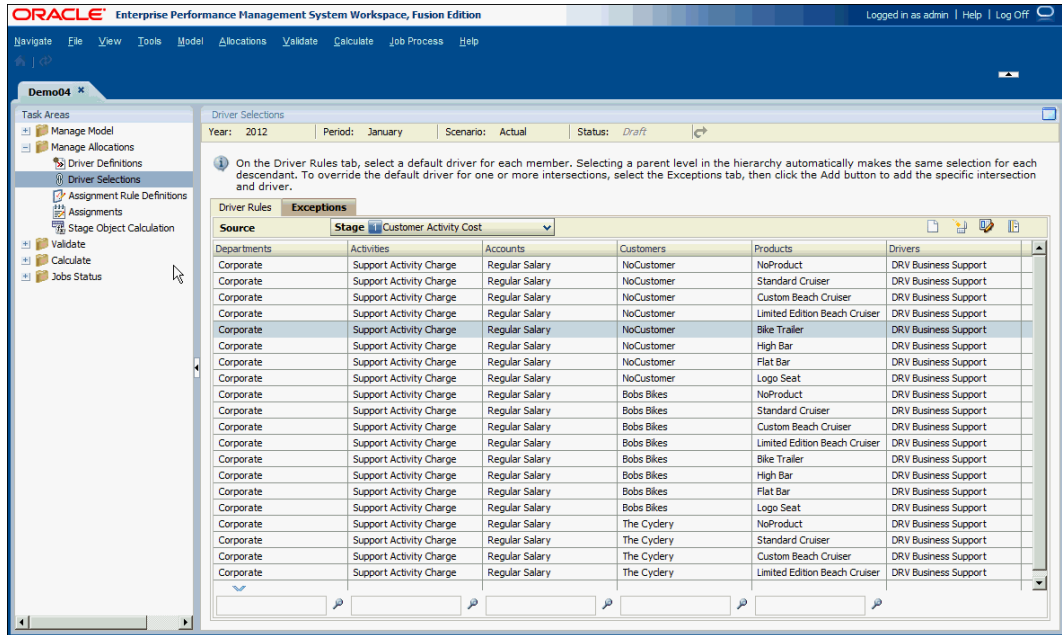 ORACLE® Enterprise Performance Management System Workspace, Fusion Edition Logged in as admin | Help | Log Off
Navigate File View Tools Model Allocations Validate Calculate Job Process Help
Demo04 ×
Task Areas
Manage Model
Manage Allocations
Driver Definitions
Driver Selections
Assignment Rule Definitions
Assignments
Stage Object Calculation
Validate
Calculate
Jobs Status
Driver Selections
Year: 2012 Period: January Scenario: Actual Status: Draft
On the Driver Rules tab, select a default driver for each member. Selecting a parent level in the hierarchy automatically makes the same selection for each
descendant. To override the default driver for one or more intersections, select the Exceptions tab, then click the Add button to add the specific intersection
and driver.
Driver Rules Exceptions
Source Stage Customer Activity Cost
Departments Activities Accounts Customers Products Drivers
Corporate Support Activity Charge Regular Salary NoCustomer NoProduct DRV Business Support
Corporate Support Activity Charge Regular Salary NoCustomer Standard Cruiser DRV Business Support
Corporate Support Activity Charge Regular Salary NoCustomer Custom Beach Cruiser DRV Business Support
Corporate Support Activity Charge Regular Salary NoCustomer Limited Edition Beach Cruiser DRV Business Support
Corporate Support Activity Charge Regular Salary NoCustomer Bike Trailer DRV Business Support
Corporate Support Activity Charge Regular Salary NoCustomer High Bar DRV Business Support
Corporate Support Activity Charge Regular Salary NoCustomer Flat Bar DRV Business Support
Corporate Support Activity Charge Regular Salary NoCustomer Logo Seat DRV Business Support
Corporate Support Activity Charge Regular Salary Bobs Bikes NoProduct DRV Business Support
Corporate Support Activity Charge Regular Salary Bobs Bikes Standard Cruiser DRV Business Support
Corporate Support Activity Charge Regular Salary Bobs Bikes Custom Beach Cruiser DRV Business Support
Corporate Support Activity Charge Regular Salary Bobs Bikes Limited Edition Beach Cruiser DRV Business Support
Corporate Support Activity Charge Regular Salary Bobs Bikes Bike Trailer DRV Business Support
Corporate Support Activity Charge Regular Salary Bobs Bikes High Bar DRV Business Support
Corporate Support Activity Charge Regular Salary Bobs Bikes Flat Bar DRV Business Support
Corporate Support Activity Charge Regular Salary Bobs Bikes Logo Seat DRV Business Support
Corporate Support Activity Charge Regular Salary The Cyclery NoProduct DRV Business Support
Corporate Support Activity Charge Regular Salary The Cyclery Standard Cruiser DRV Business Support
Corporate Support Activity Charge Regular Salary The Cyclery Custom Beach Cruiser DRV Business Support
Corporate Support Activity Charge Regular Salary The Cyclery Limited Edition Beach Cruiser DRV Business Support